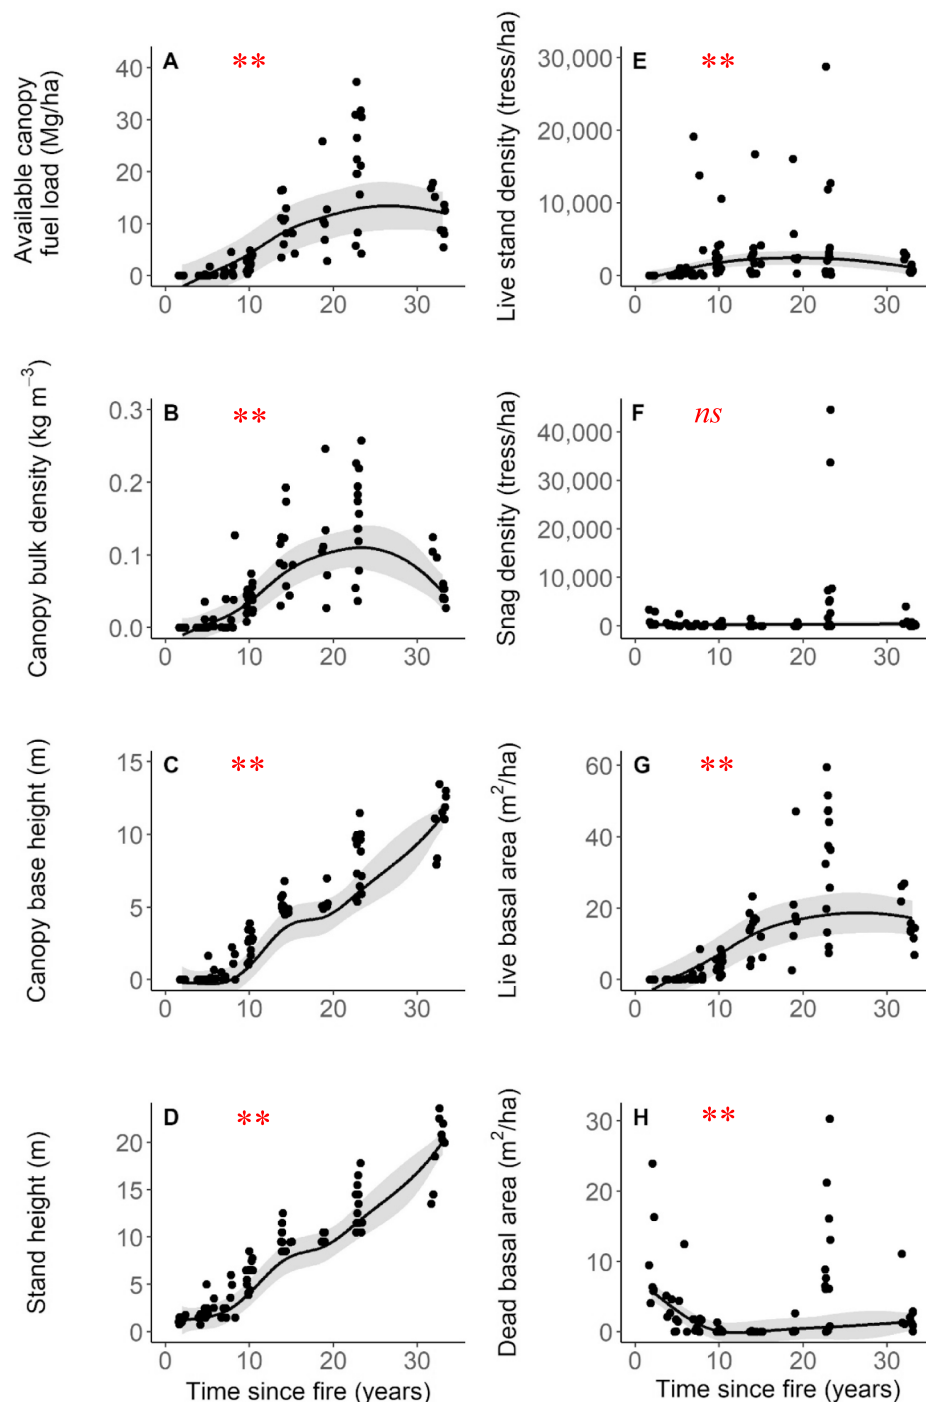 Available canopy
fuel load (Mg/ha)
A
**
40
30
20
10
0
0 10 20 30
Live stand density (tress/ha)
E
**
30,000
20,000
10,000
0
0 10 20 30
Canopy bulk density (kg m⁻³)
B
**
0.3
0.2
0.1
0.0
0 10 20 30
Snag density (tress/ha)
F
ns
40,000
30,000
20,000
10,000
0
0 10 20 30
Canopy base height (m)
C
**
15
10
5
0
0 10 20 30
Live basal area (m²/ha)
G
**
60
40
20
0
0 10 20 30
Stand height (m)
D
**
20
15
10
5
0
0 10 20 30
Time since fire (years)
Dead basal area (m²/ha)
H
**
30
20
10
0
0 10 20 30
Time since fire (years)